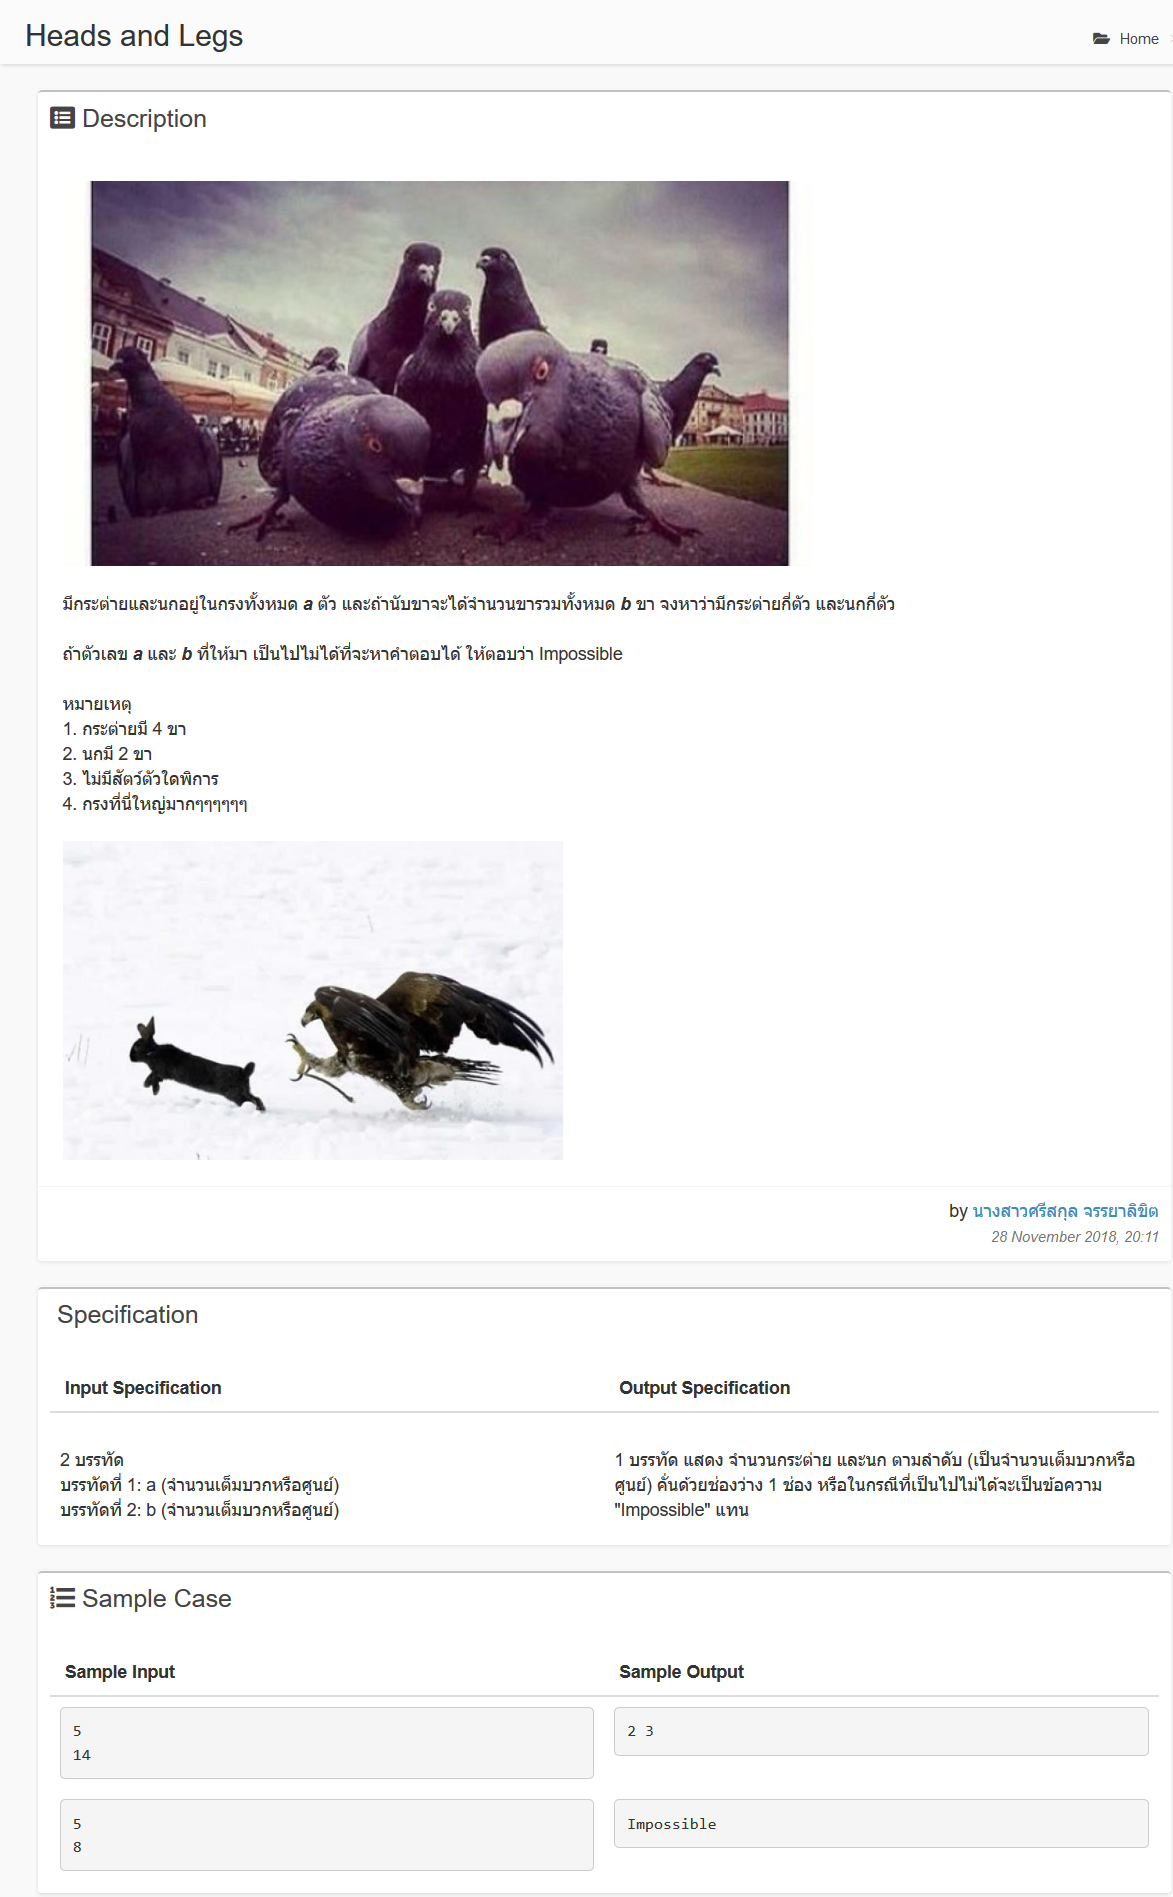 Heads and Legs
Home
Description
มีกระต่ายและนกอยู่ในกรงทั้งหมด a ตัว และถ้านับขาจะได้จำนวนขารวมทั้งหมด b ขา จงหาว่ามีกระต่ายกี่ตัว และนกกี่ตัว
ถ้าตัวเลข a และ b ที่ให้มา เป็นไปไม่ได้ที่จะหาคำตอบได้ ให้ตอบว่า Impossible
หมายเหตุ
1. กระต่ายมี 4 ขา
2. นกมี 2 ขา
3. ไม่มีสัตว์ตัวใดพิการ
4. กรงที่นี่ใหญ่มากๆๆๆๆๆๆ
by นางสาวศรีสกุล จรรยาลิขิต
28 November 2018, 20:11
Specification
Input Specification
Output Specification
2 บรรทัด
บรรทัดที่ 1: a (จำนวนเต็มบวกหรือศูนย์)
บรรทัดที่ 2: b (จำนวนเต็มบวกหรือศูนย์)
1 บรรทัด แสดง จำนวนกระต่าย และนก ตามลำดับ (เป็นจำนวนเต็มบวกหรือ
ศูนย์) คั่นด้วยช่องว่าง 1 ช่อง หรือในกรณีที่เป็นไปไม่ได้จะเป็นข้อความ
"Impossible" แทน
Sample Case
Sample Input
Sample Output
5
14
2 3
5
8
Impossible